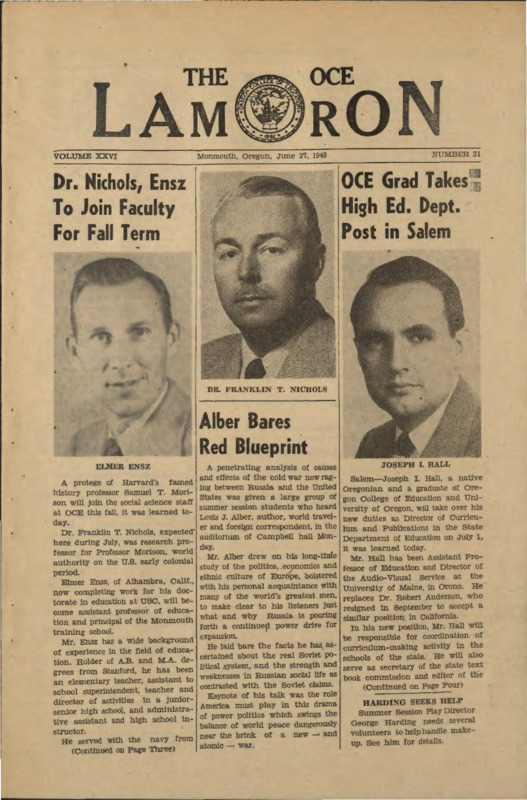 THE OCE
LAMRON
VOLUME XXVI
Monmouth, Oregon, June 27, 1949
NUMBER 31
Dr. Nichols, Ensz
To Join Faculty
For Fall Term
ELMER ENSZ
A protege of Harvard's famed
history professor Samuel T. Mori-
son will join the social science staff
at OCE this fall, it was learned to-
day.
Dr. Franklin T. Nichols, expected
here during July, was research pro-
fessor for Professor Morison, world
authority on the U.S. early colonial
period.
Elmer Ensz, of Alhambra, Calif.,
now completing work for his doc-
torate in education at USC, will be-
come assistant professor of educa-
tion and principal of the Monmouth
training school.
Mr. Ensz has a wide background
of experience in the field of educa-
tion. Holder of A.B. and M.A. de-
grees from Stanford, he has been
an elementary teacher, assistant to
school superintendent, teacher and
director of activities in a junior-
senior high school, and administra-
tive assistant and high school in-
structor.
He served with the navy from
(Continued on Page Three)
DR. FRANKLIN T. NICHOLS
Alber Bares
Red Blueprint
A penetrating analysis of causes
and effects of the cold war now rag-
ing between Russia and the United
States was given a large group of
summer session students who heard
Louis J. Alber, author, world travel-
er and foreign correspondent, in the
auditorium of Campbell hall Mon-
day.
Mr. Alber drew on his long-time
study of the politics, economics and
ethnic culture of Europe, bolstered
with his personal acquaintance with
many of the world's greatest men,
to make clear to his listeners just
what and why Russia is pouring
forth a continued power drive for
expansion.
He laid bare the facts he has as-
certained about the real Soviet po-
litical system, and the strength and
weaknesses in Russian social life as
contrasted with the Soviet claims.
Keynote of his talk was the role
America must play in this drama
of power politics which swings the
balance of world peace dangerously
near the brink of a new — and
atomic — war.
OCE Grad Takes
High Ed. Dept.
Post in Salem
JOSEPH I. HALL
Salem—Joseph I. Hall, a native
Oregonian and a graduate of Ore-
gon College of Education and Uni-
versity of Oregon, will take over his
new duties as Director of Curricu-
lum and Publications in the State
Department of Education on July 1,
it was learned today.
Mr. Hall has been Assistant Pro-
fessor of Education and Director of
the Audio-Visual Service at the
University of Maine, in Orono. He
replaces Dr. Robert Anderson, who
resigned in September to accept a
similar position in California.
In his new position, Mr. Hall will
be responsible for coordination of
curriculum-making activity in the
schools of the state. He will also
serve as secretary of the state text
book commission and editor of the
(Continued on Page Four)
HARDING SEEKS HELP
Summer Session Play Director
George Harding needs several
volunteers to help handle make-
up. See him for details.